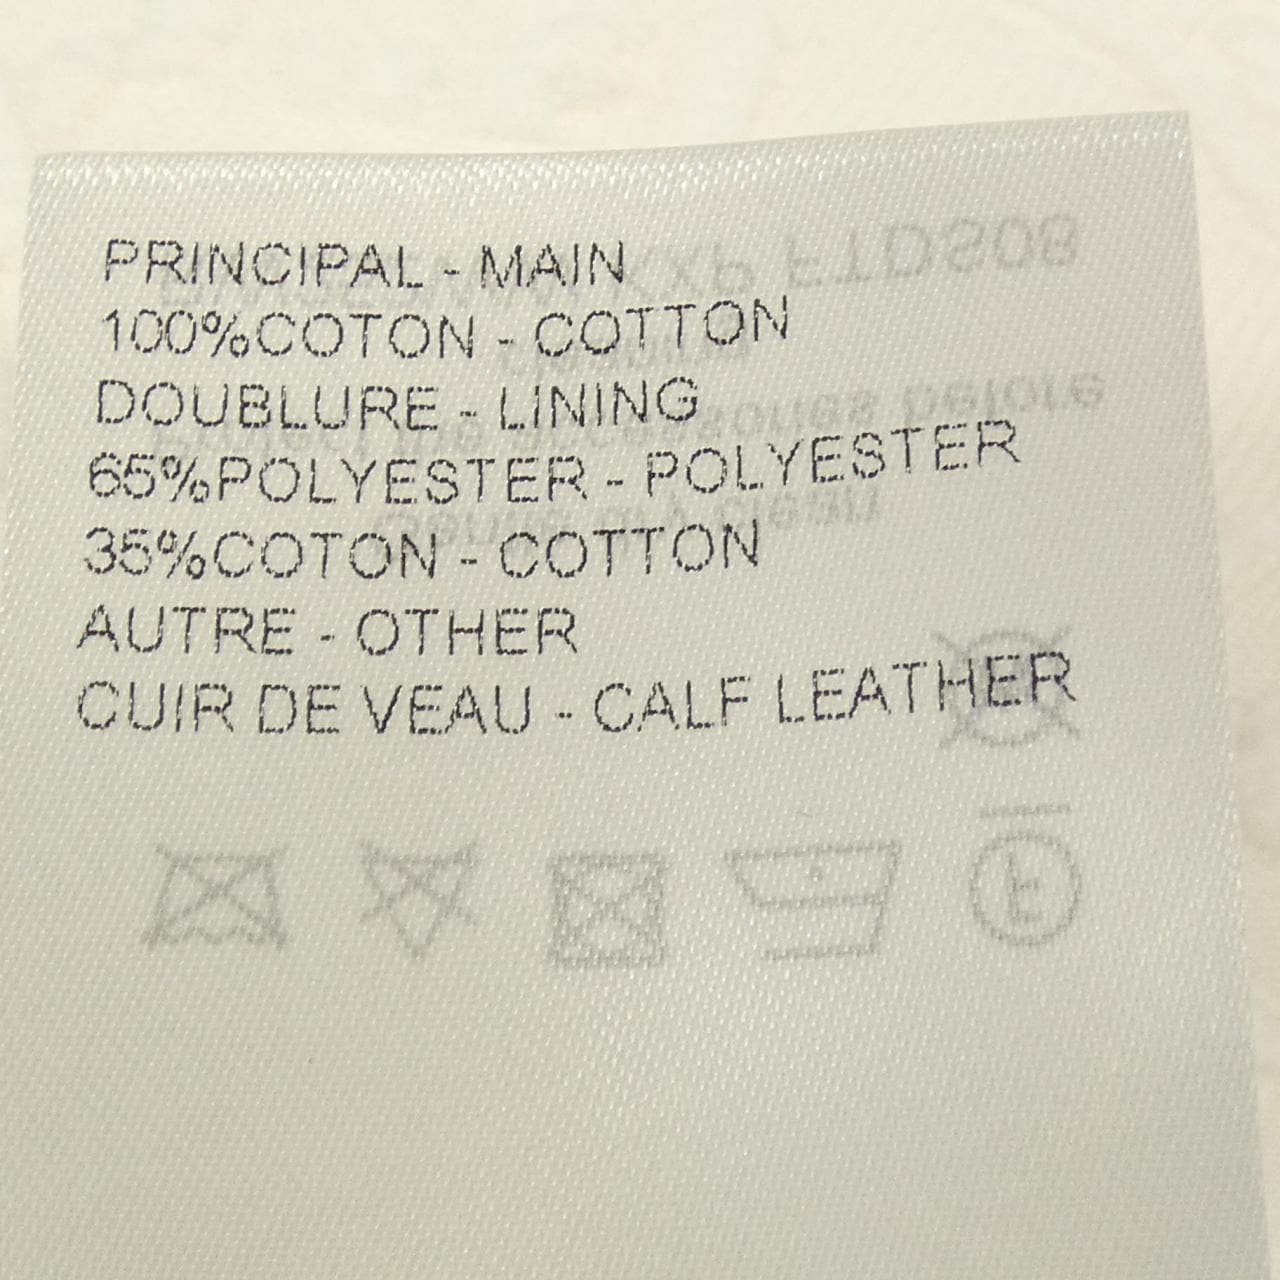 PRINCIPAL - MAIN
100%COTON - COTTON
DOUBLURE - LINING
65%POLYESTER - POLYESTER
35%COTON - COTTON
AUTRE - OTHER
CUIR DE VEAU - CALF LEATHER